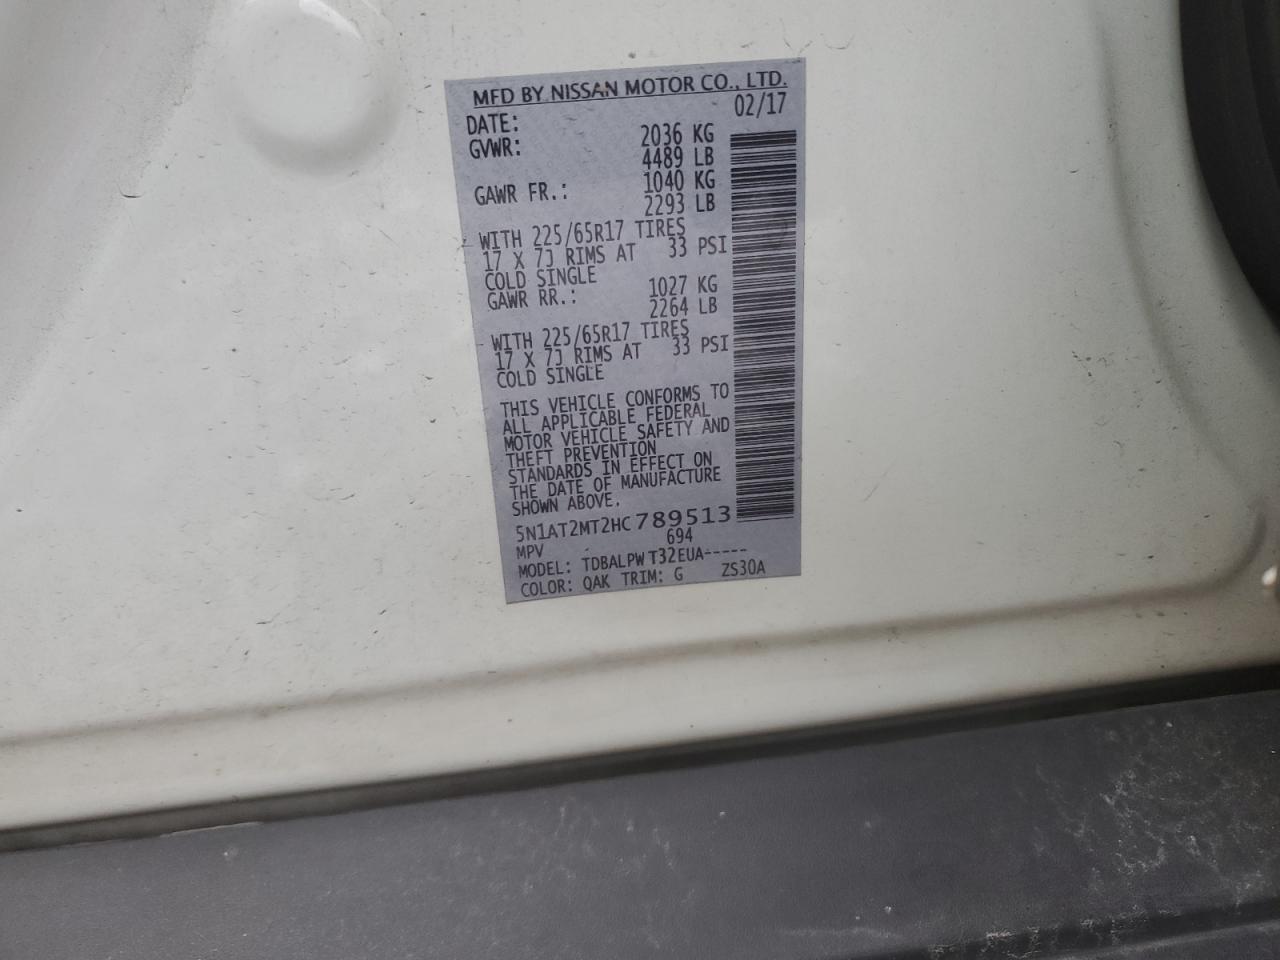 MFD BY NISSAN MOTOR CO., LTD.
DATE: 02/17
GVWR: 2036 KG
4489 LB
GAWR FR.: 1040 KG
2293 LB
WITH 225/65R17 TIRES
17 X 7J RIMS AT 33 PSI
COLD SINGLE
GAWR RR.: 1027 KG
2264 LB
WITH 225/65R17 TIRES
17 X 7J RIMS AT 33 PSI
COLD SINGLE
THIS VEHICLE CONFORMS TO
ALL APPLICABLE FEDERAL
MOTOR VEHICLE SAFETY AND
THEFT PREVENTION
STANDARDS IN EFFECT ON
THE DATE OF MANUFACTURE
SHOWN ABOVE.
5N1AT2MT2HC789513
MPV 694
MODEL: TDBALPW T32EUA-----
COLOR: QAK TRIM: G ZS30A